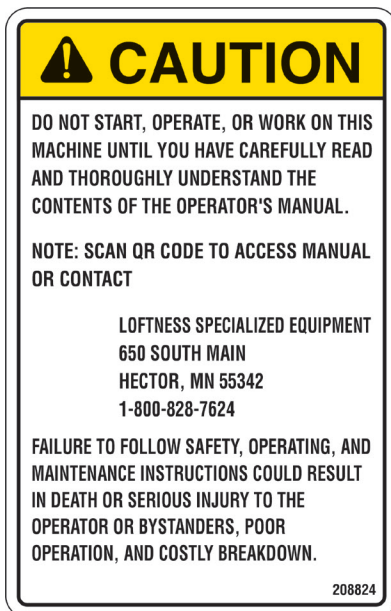 CAUTION
DO NOT START, OPERATE, OR WORK ON THIS
MACHINE UNTIL YOU HAVE CAREFULLY READ
AND THOROUGHLY UNDERSTAND THE
CONTENTS OF THE OPERATOR'S MANUAL.
NOTE: SCAN QR CODE TO ACCESS MANUAL
OR CONTACT
LOFTNESS SPECIALIZED EQUIPMENT
650 SOUTH MAIN
HECTOR, MN 55342
1-800-828-7624
FAILURE TO FOLLOW SAFETY, OPERATING, AND
MAINTENANCE INSTRUCTIONS COULD RESULT
IN DEATH OR SERIOUS INJURY TO THE
OPERATOR OR BYSTANDERS, POOR
OPERATION, AND COSTLY BREAKDOWN.
208824